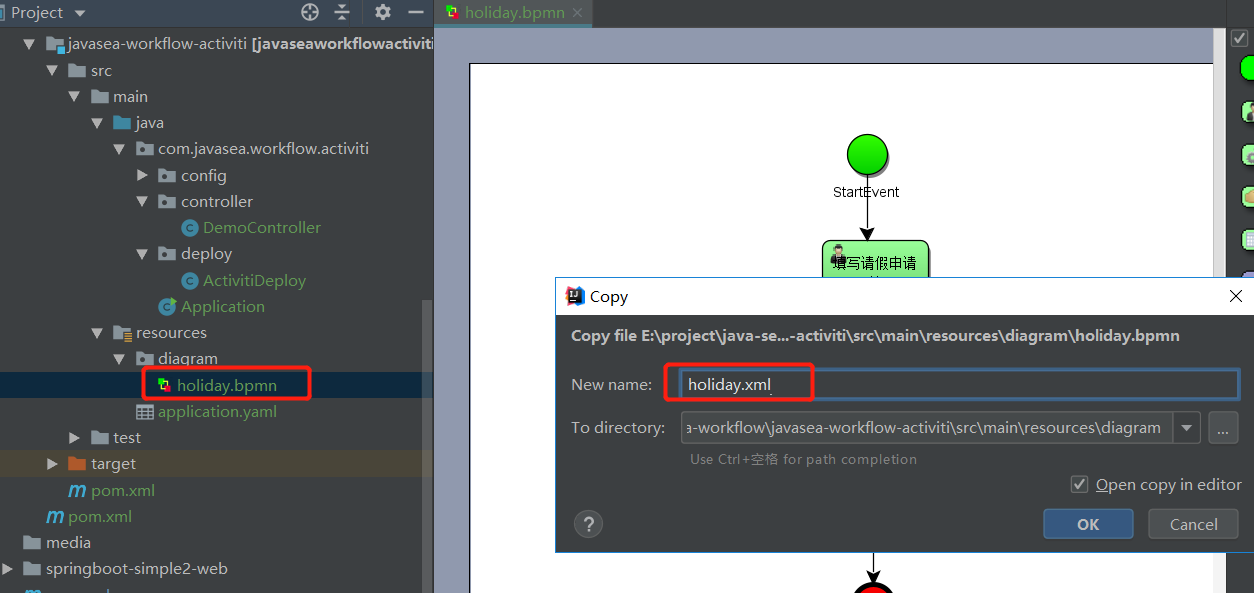 Project
holiday.bpmn
javasea-workflow-activiti [javaseaworkflowactiviti
src
main
java
com.javasea.workflow.activiti
config
controller
DemoController
deploy
ActivitiDeploy
Application
resources
diagram
holiday.bpmn
application.yaml
test
target
pom.xml
pom.xml
media
springboot-simple2-web
StartEvent
填写请假申请
Copy
Copy file E:\project\java-se...-activiti\src\main\resources\diagram\holiday.bpmn
New name: holiday.xml
To directory: a-workflow\javasea-workflow-activiti\src\main\resources\diagram
...
Use Ctrl+空格 for path completion
Open copy in editor
?
OK
Cancel